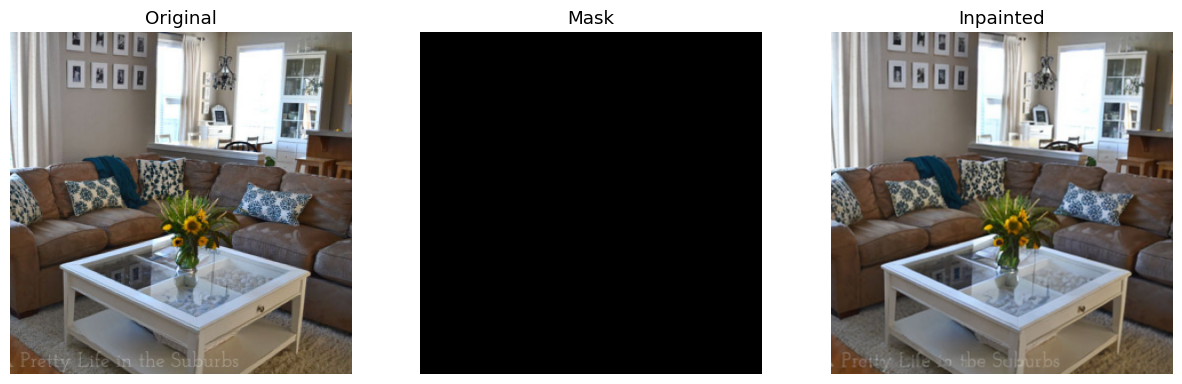 Original
Mask
Inpainted
Pretty Life in the Suburbs
Pretty Life in the Suburbs